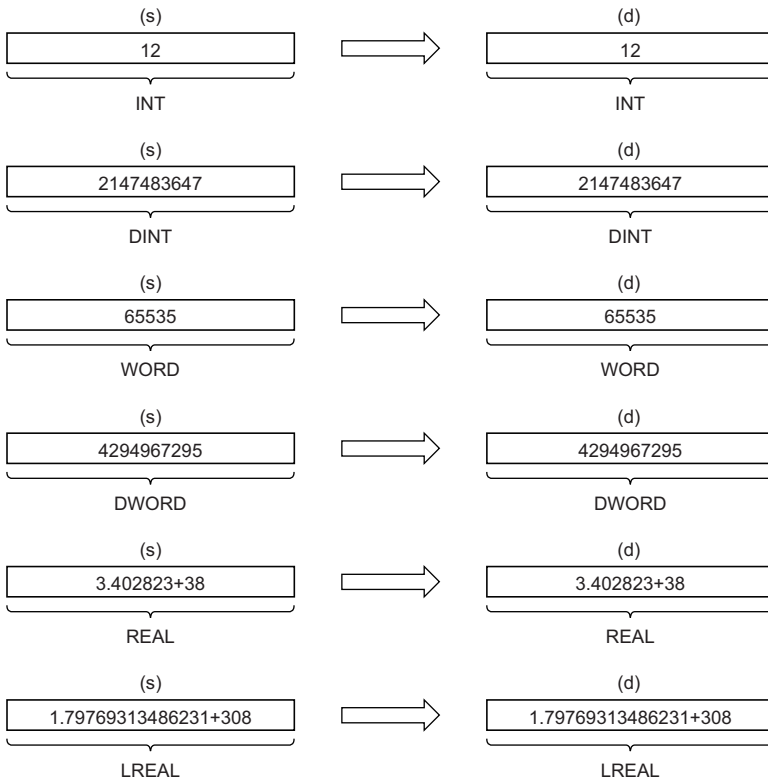 (s) (d)
12 12
INT INT
(s) (d)
2147483647 2147483647
DINT DINT
(s) (d)
65535 65535
WORD WORD
(s) (d)
4294967295 4294967295
DWORD DWORD
(s) (d)
3.402823+38 3.402823+38
REAL REAL
(s) (d)
1.79769313486231+308 1.79769313486231+308
LREAL LREAL